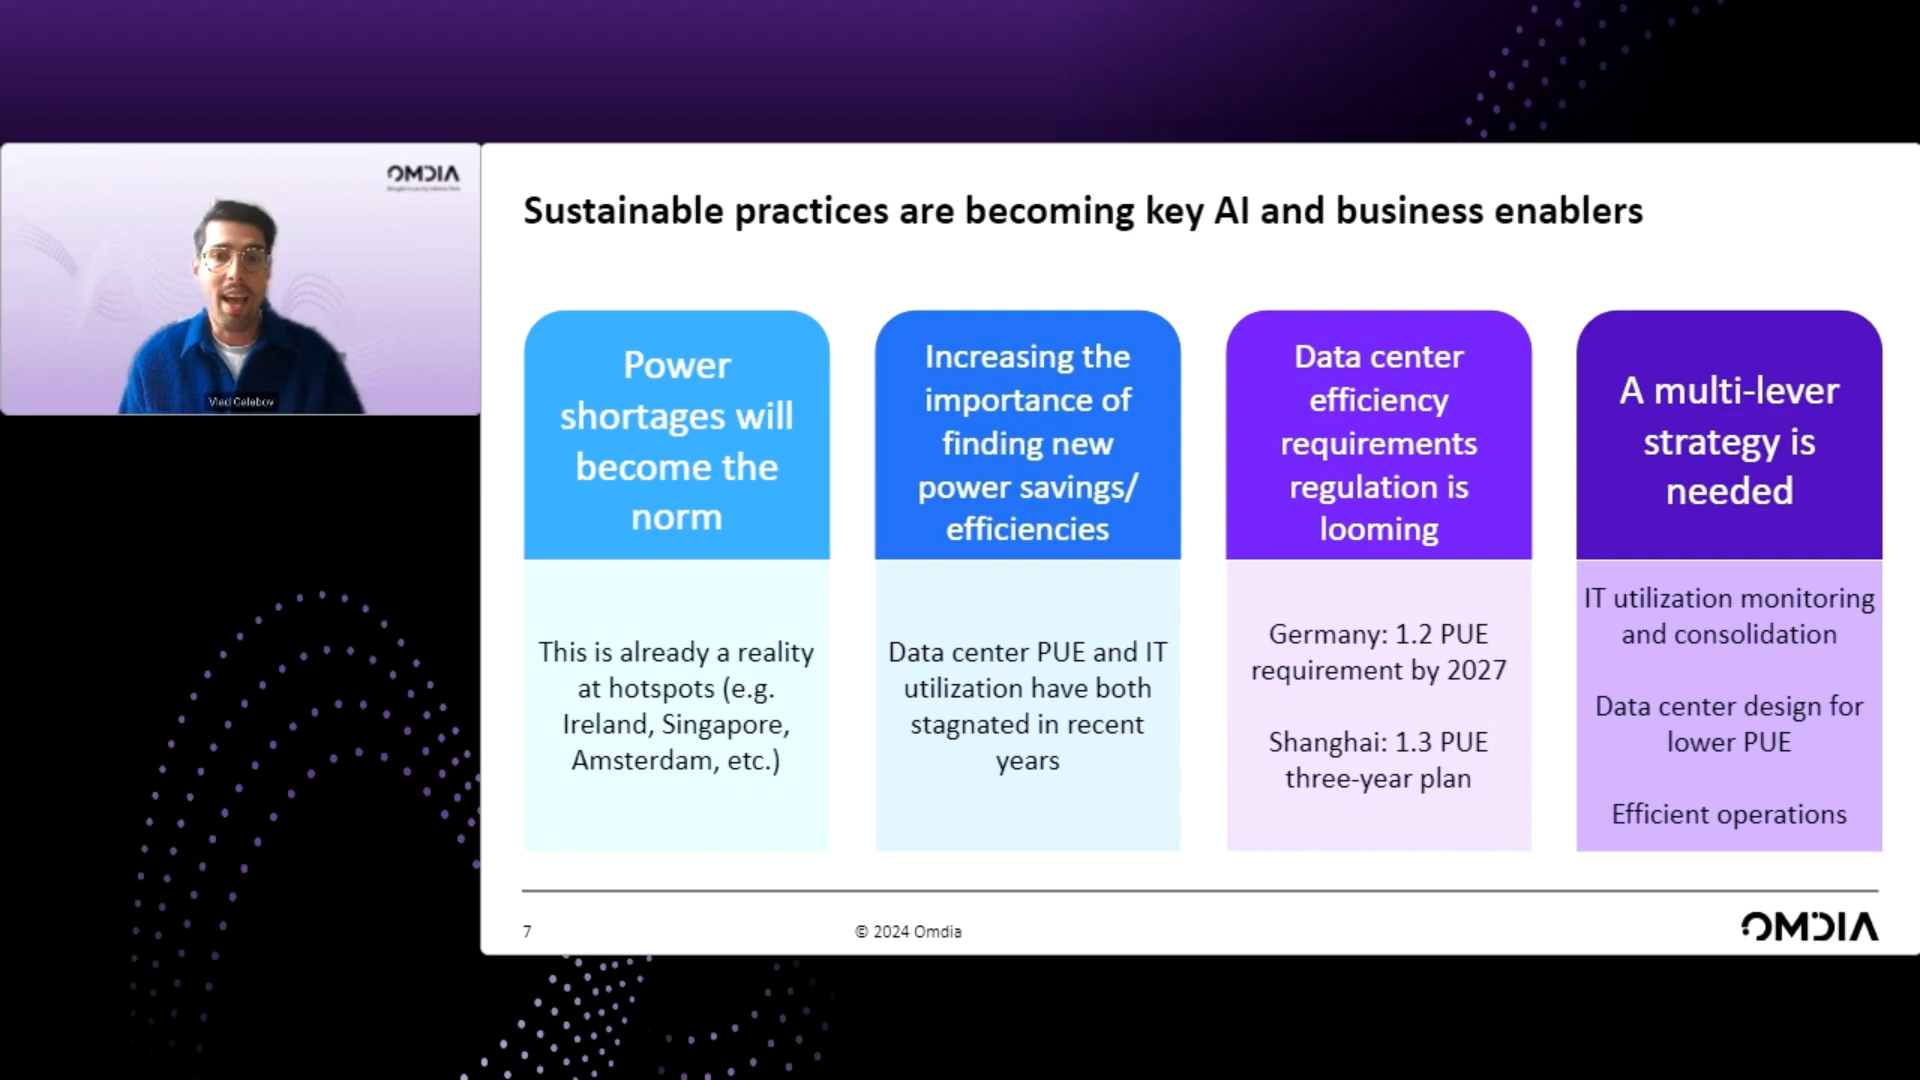 OMDIA
Vlad Galabov
Sustainable practices are becoming key AI and business enablers
Power
shortages will
become the
norm
This is already a reality
at hotspots (e.g.
Ireland, Singapore,
Amsterdam, etc.)
Increasing the
importance of
finding new
power savings/
efficiencies
Data center PUE and IT
utilization have both
stagnated in recent
years
Data center
efficiency
requirements
regulation is
looming
Germany: 1.2 PUE
requirement by 2027
Shanghai: 1.3 PUE
three-year plan
A multi-lever
strategy is
needed
IT utilization monitoring
and consolidation
Data center design for
lower PUE
Efficient operations
7
© 2024 Omdia
OMDIA